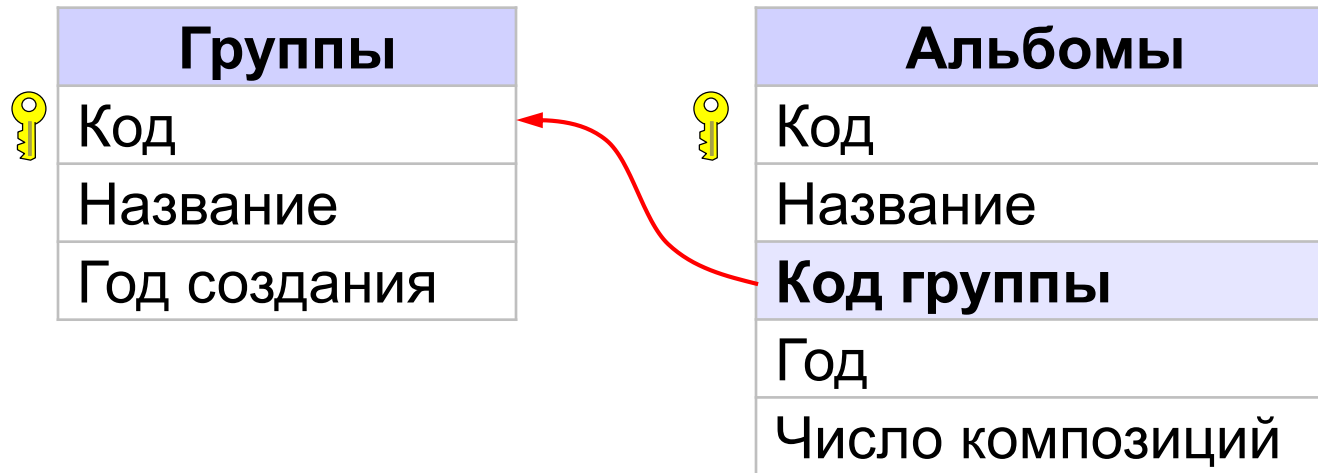 Группы
Код
Название
Год создания
Альбомы
Код
Название
Код группы
Год
Число композиций